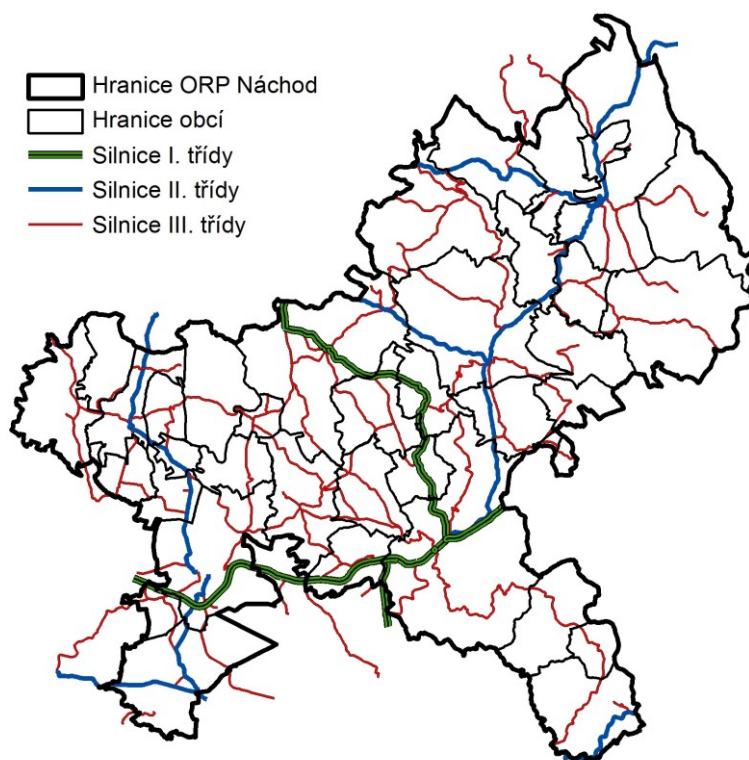 Hranice ORP Náchod
Hranice obcí
Silnice I. třídy
Silnice II. třídy
Silnice III. třídy